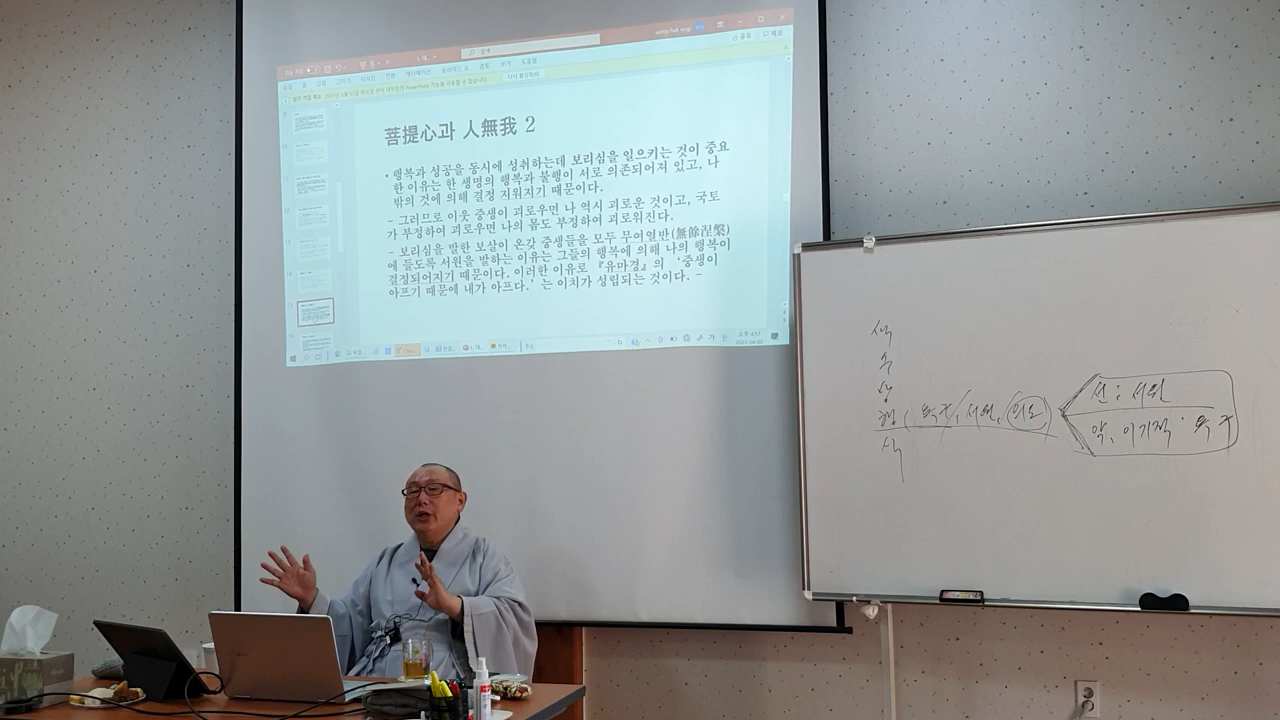 菩提心과 人無我 2
• 행복과 성공을 동시에 성취하는데 보리심을 일으키는 것이 중요
한 이유는 한 생명의 행복과 불행이 서로 의존되어져 있고, 나
밖의 것에 의해 결정 지워지기 때문이다.
- 그러므로 이웃 중생이 괴로우면 나 역시 괴로운 것이고, 국토
가 부정하여 괴로우면 나의 몸도 부정하여 괴로워진다.
- 보리심을 발한 보살이 온갖 중생들을 모두 무여열반(無餘涅槃)
에 들도록 서원을 발하는 이유는 그들의 행복에 의해 나의 행복이
결정되어지기 때문이다. 이러한 이유로 『유마경』의 '중생이
아프기 때문에 내가 아프다.' 는 이치가 성립되는 것이다. -
색
수
상
행 ( 욕구, 서원, 의도 )
식
선 : 서원
악, 이기적 욕구